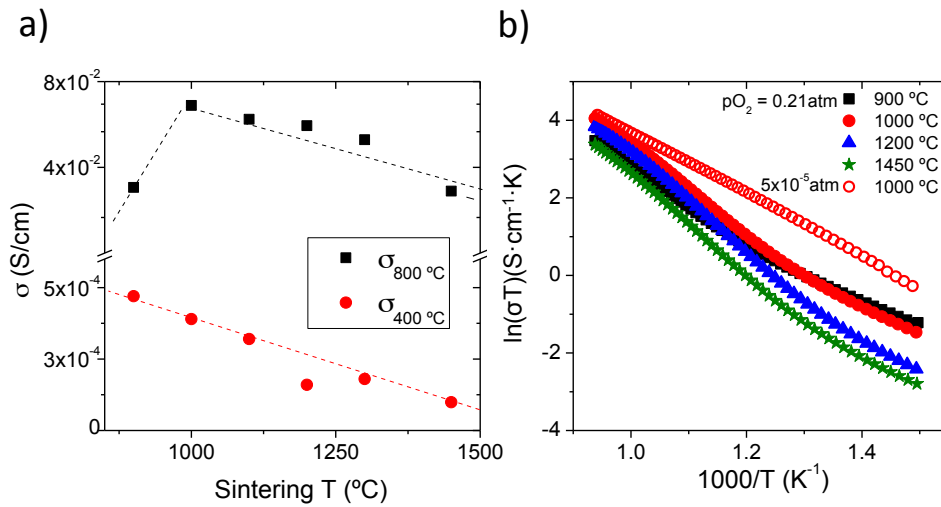 a)
8x10⁻²
4x10⁻²
5x10⁻⁴
3x10⁻⁴
0
σ (S/cm)
σ800 ºC
σ400 ºC
1000
1250
1500
Sintering T (ºC)
b)
pO₂ = 0.21atm
900 ºC
1000 ºC
1200 ºC
1450 ºC
5x10⁻⁵atm
1000 ºC
4
2
0
-2
-4
ln(σT)(S·cm⁻¹·K)
1.0
1.2
1.4
1000/T (K⁻¹)